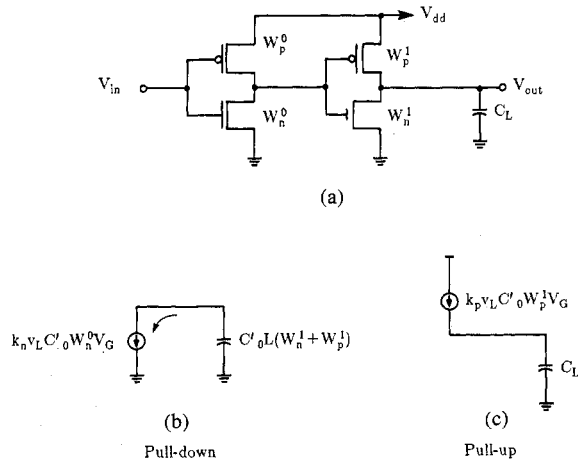 V_dd
W_p^0
W_p^1
V_in
V_out
W_n^0
W_n^1
C_L
(a)
k_n v_L C'_0 W_n^0 V_G
C'_0 L(W_n^1 + W_p^1)
k_p v_L C'_0 W_p^1 V_G
C_L
(b)
(c)
Pull-down
Pull-up